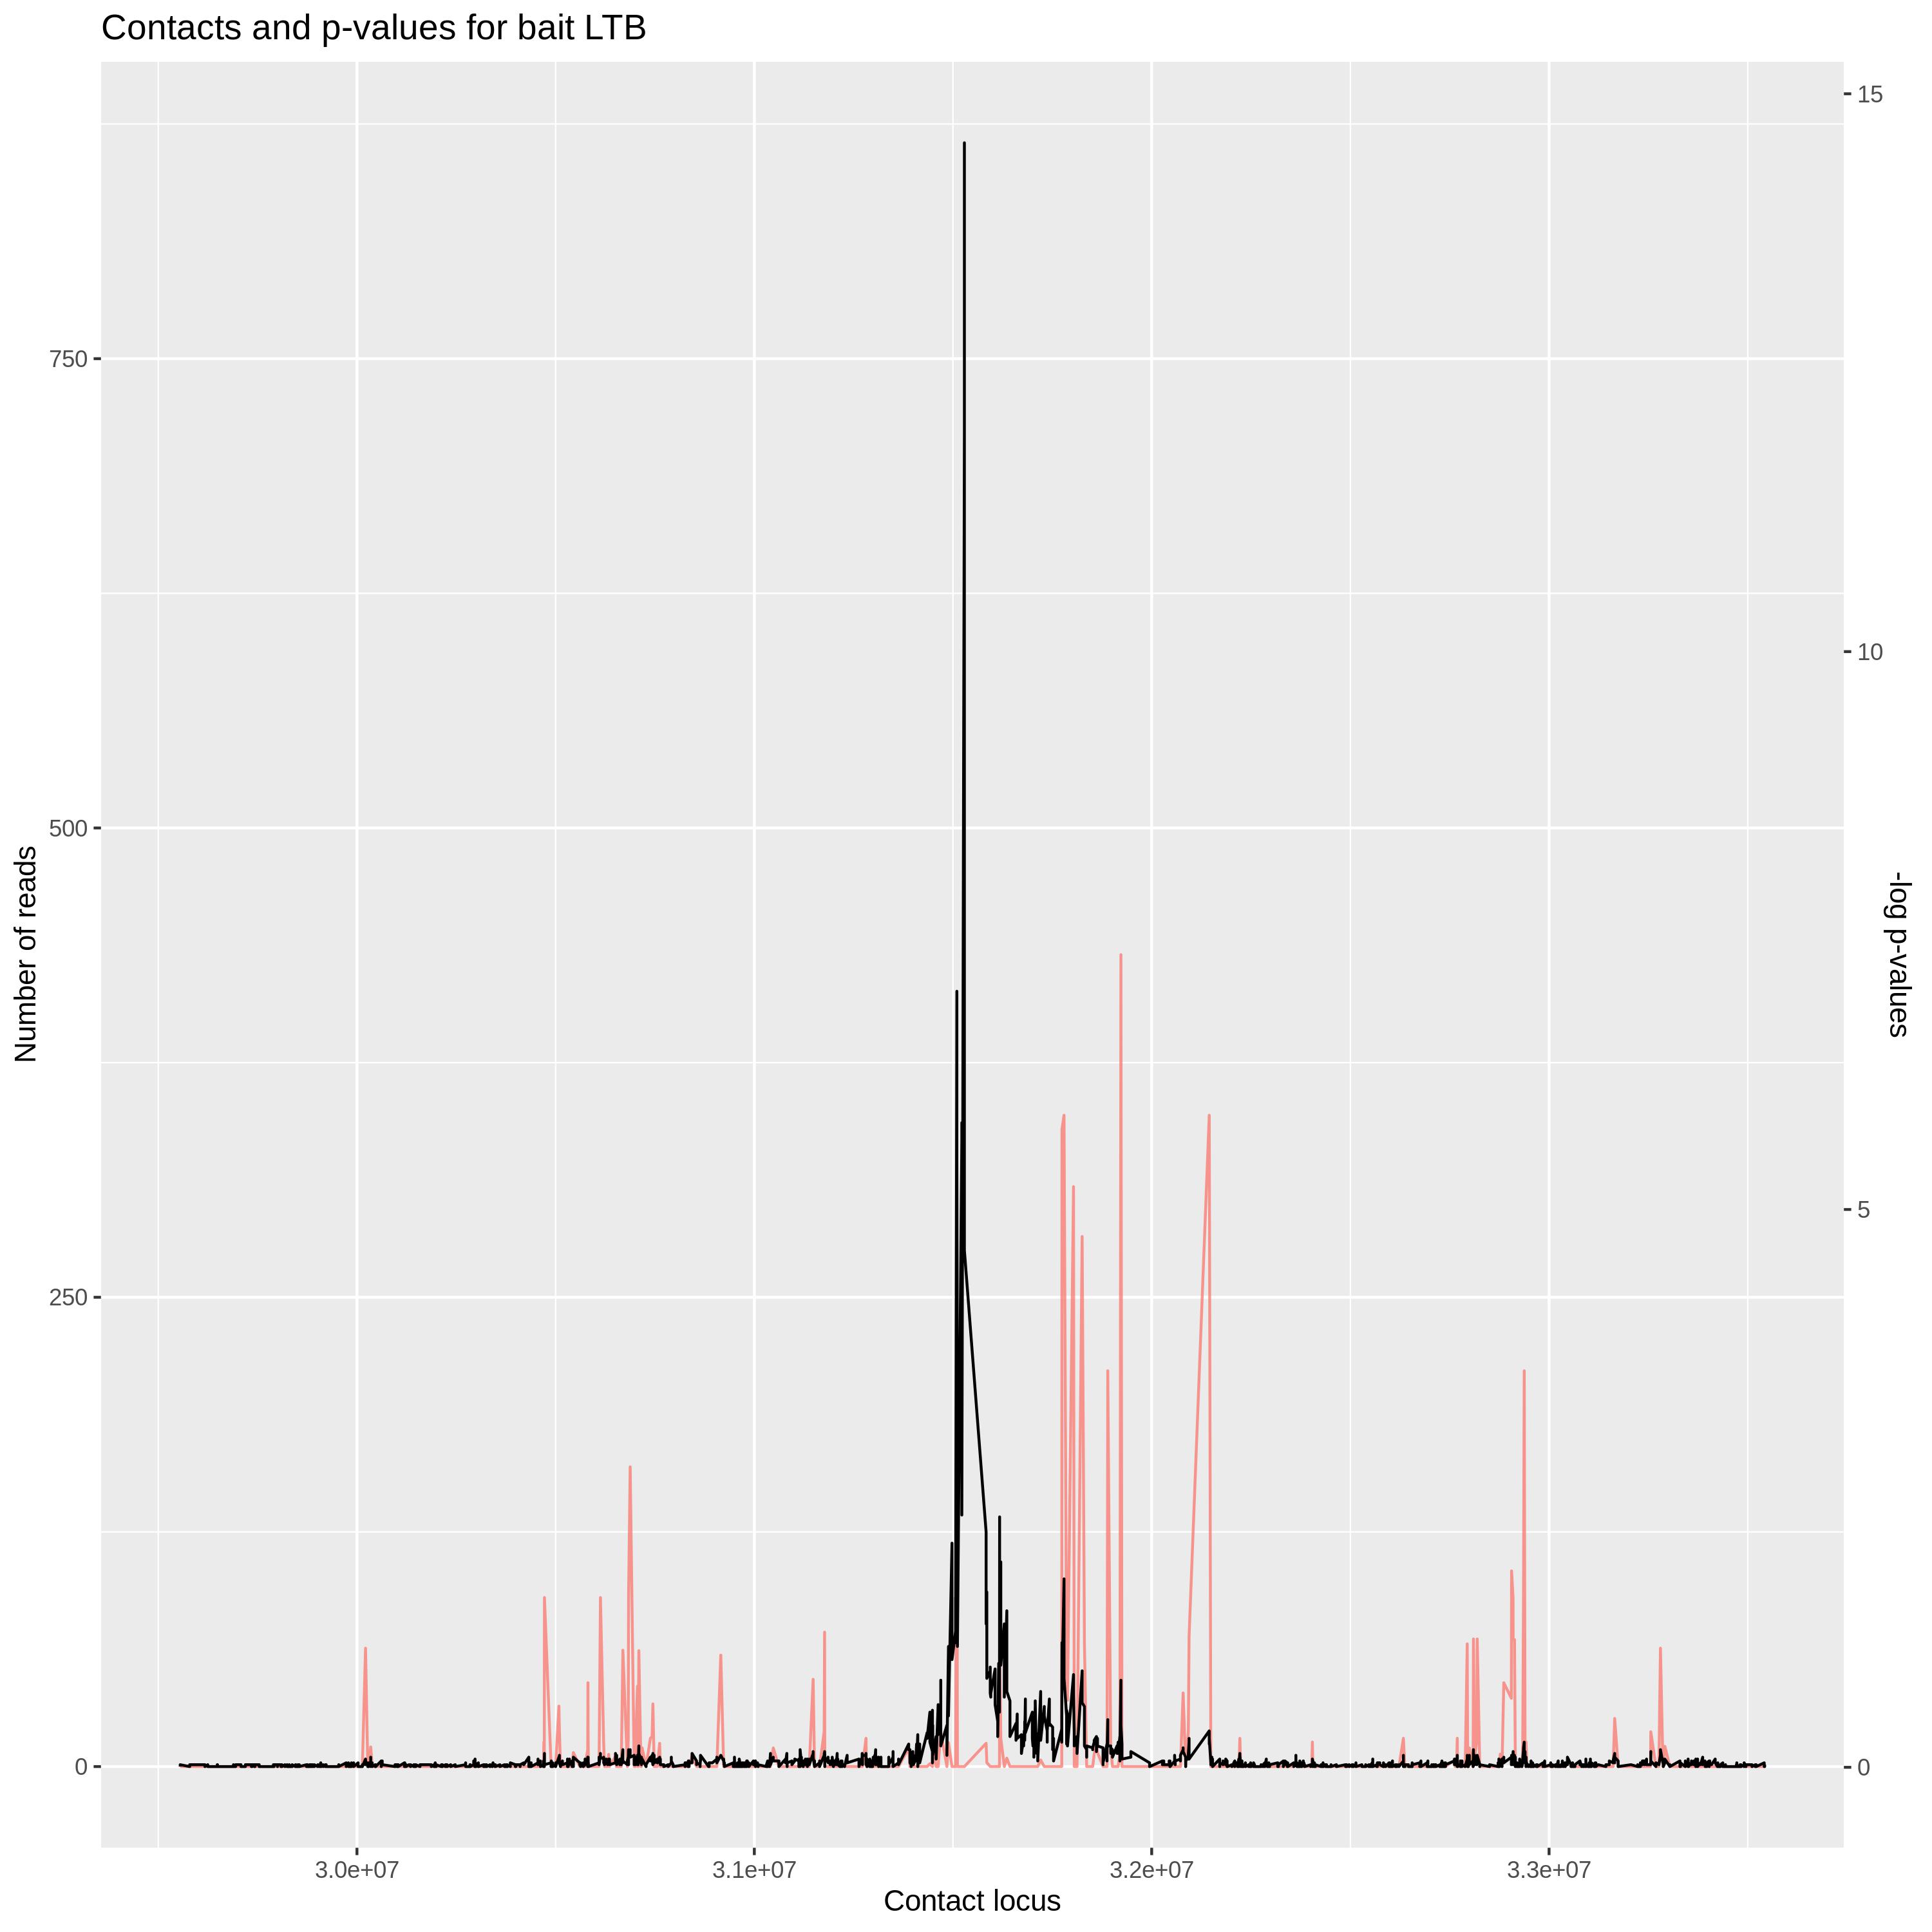 Contacts and p-values for bait LTB
Number of reads
750
500
250
0
15
10
5
0
-log p-values
3.0e+07
3.1e+07
3.2e+07
3.3e+07
Contact locus